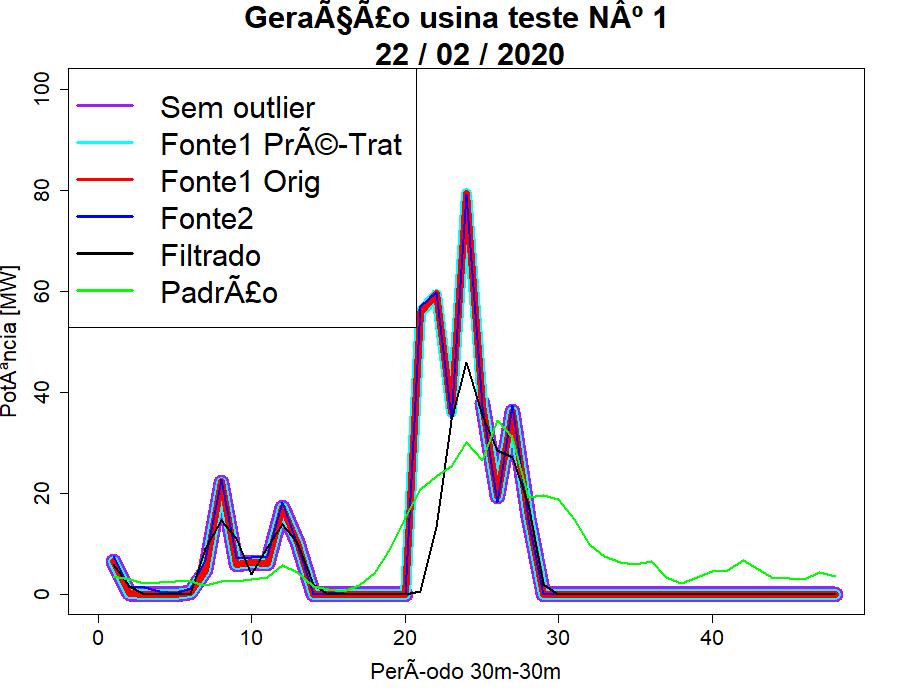 GeraÃ§Ã£o usina teste NÂº 1
22 / 02 / 2020
Sem outlier
Fonte1 PrÃ©-Trat
Fonte1 Orig
Fonte2
Filtrado
PadrÃ£o
PotÃªncia [MW]
100
80
60
40
20
0
0 10 20 30 40
PerÃ-odo 30m-30m